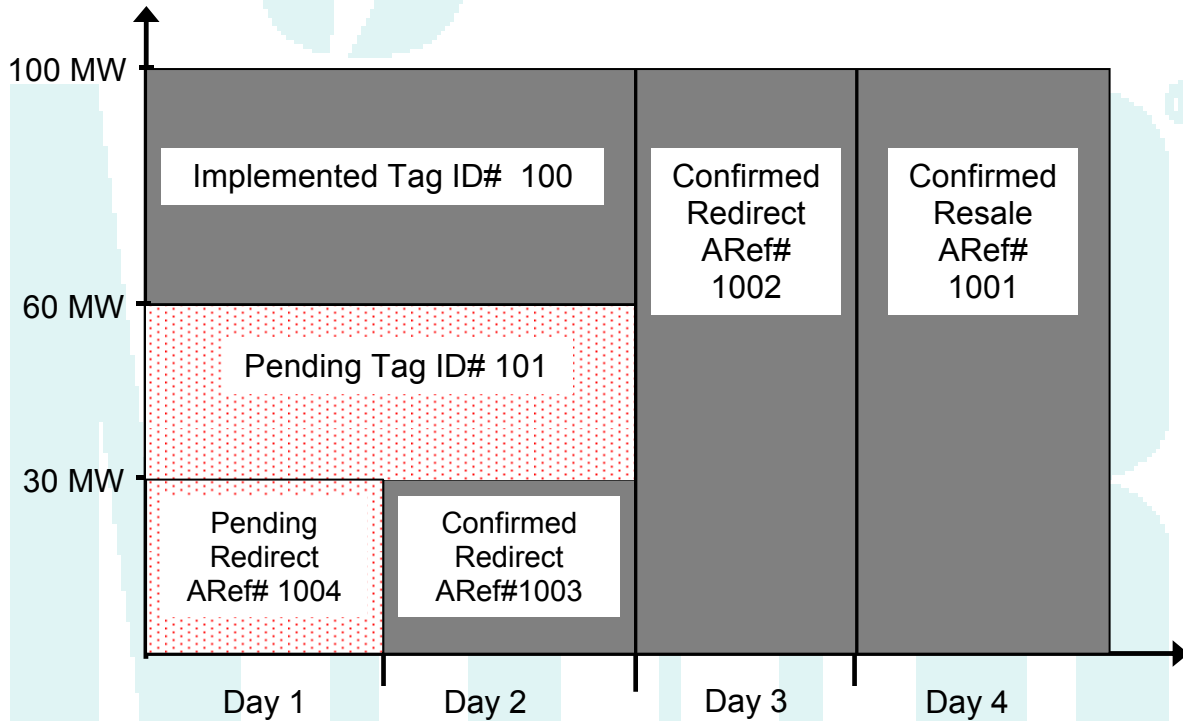 100 MW
Implemented Tag ID# 100
Confirmed
Redirect
ARef#
1002
Confirmed
Resale
ARef#
1001
60 MW
Pending Tag ID# 101
30 MW
Pending
Redirect
ARef# 1004
Confirmed
Redirect
ARef#1003
Day 1
Day 2
Day 3
Day 4